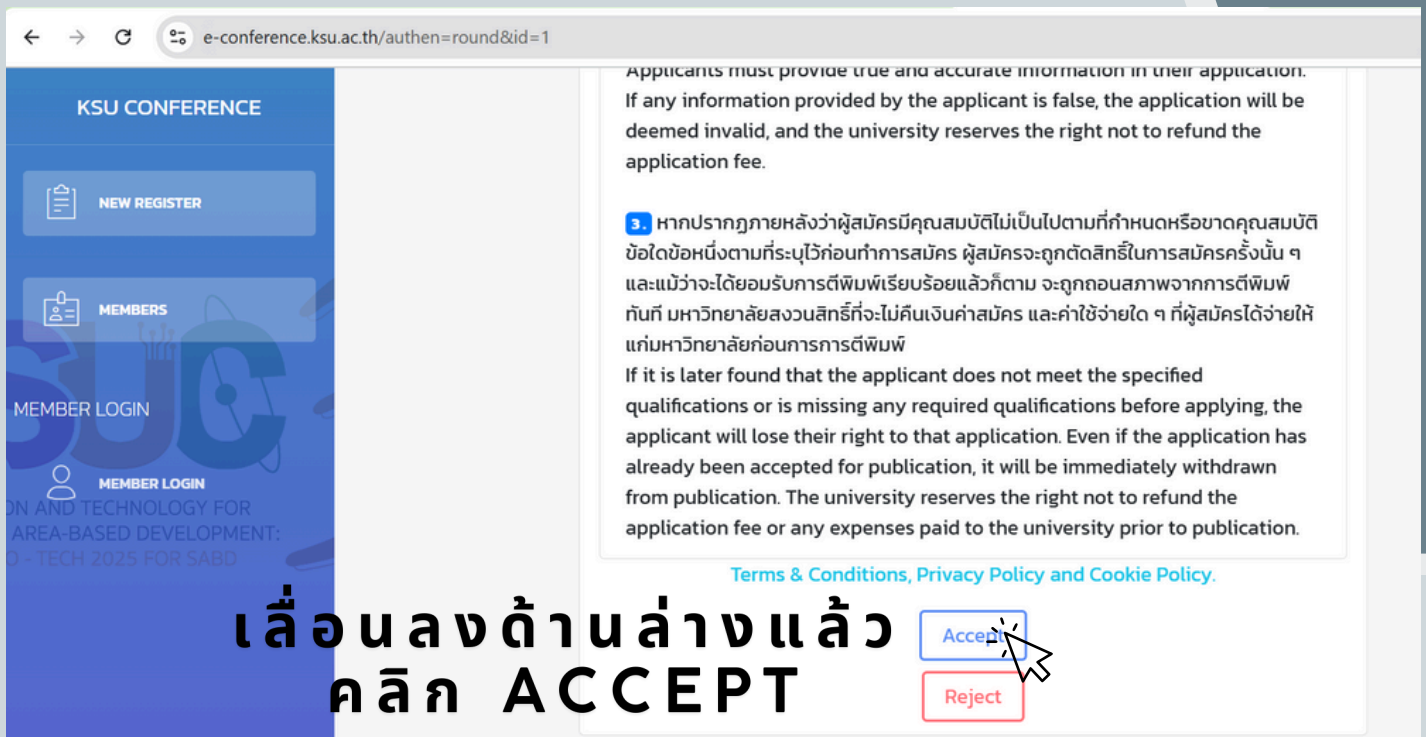 e-conference.ksu.ac.th/authen=round&id=1
KSU CONFERENCE
NEW REGISTER
MEMBERS
MEMBER LOGIN
MEMBER LOGIN
ON AND TECHNOLOGY FOR
AREA-BASED DEVELOPMENT:
O - TECH 2025 FOR SABD
Applicants must provide true and accurate information in their application.
If any information provided by the applicant is false, the application will be
deemed invalid, and the university reserves the right not to refund the
application fee.
3. หากปรากฏภายหลังว่าผู้สมัครมีคุณสมบัติไม่เป็นไปตามที่กำหนดหรือขาดคุณสมบัติ
ข้อใดข้อหนึ่งตามที่ระบุไว้ก่อนทำการสมัคร ผู้สมัครจะถูกตัดสิทธิ์ในการสมัครครั้งนั้น ๆ
และแม้ว่าจะได้ยอมรับการตีพิมพ์เรียบร้อยแล้วก็ตาม จะถูกถอนสภาพจากการตีพิมพ์
ทันที มหาวิทยาลัยสงวนสิทธิ์ที่จะไม่คืนเงินค่าสมัคร และค่าใช้จ่ายใด ๆ ที่ผู้สมัครได้จ่ายให้
แก่มหาวิทยาลัยก่อนการการตีพิมพ์
If it is later found that the applicant does not meet the specified
qualifications or is missing any required qualifications before applying, the
applicant will lose their right to that application. Even if the application has
already been accepted for publication, it will be immediately withdrawn
from publication. The university reserves the right not to refund the
application fee or any expenses paid to the university prior to publication.
Terms & Conditions, Privacy Policy and Cookie Policy.
เลื่อนลงด้านล่างแล้ว
คลิก ACCEPT
Accept
Reject